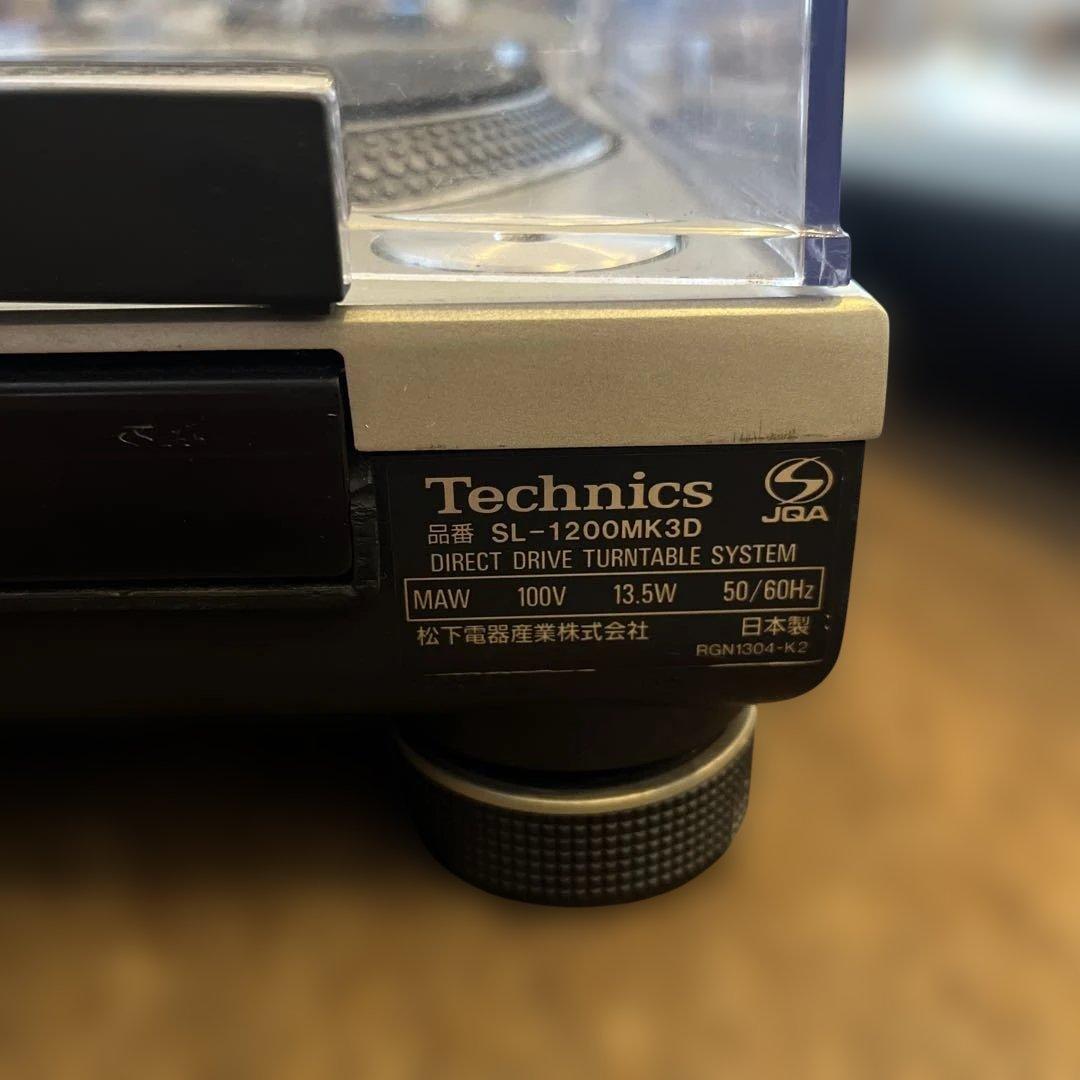 Technics
JQA
品番 SL-1200MK3D
DIRECT DRIVE TURNTABLE SYSTEM
MAW 100V 13.5W 50/60Hz
松下電器産業株式会社 日本製
RGN1304-K2